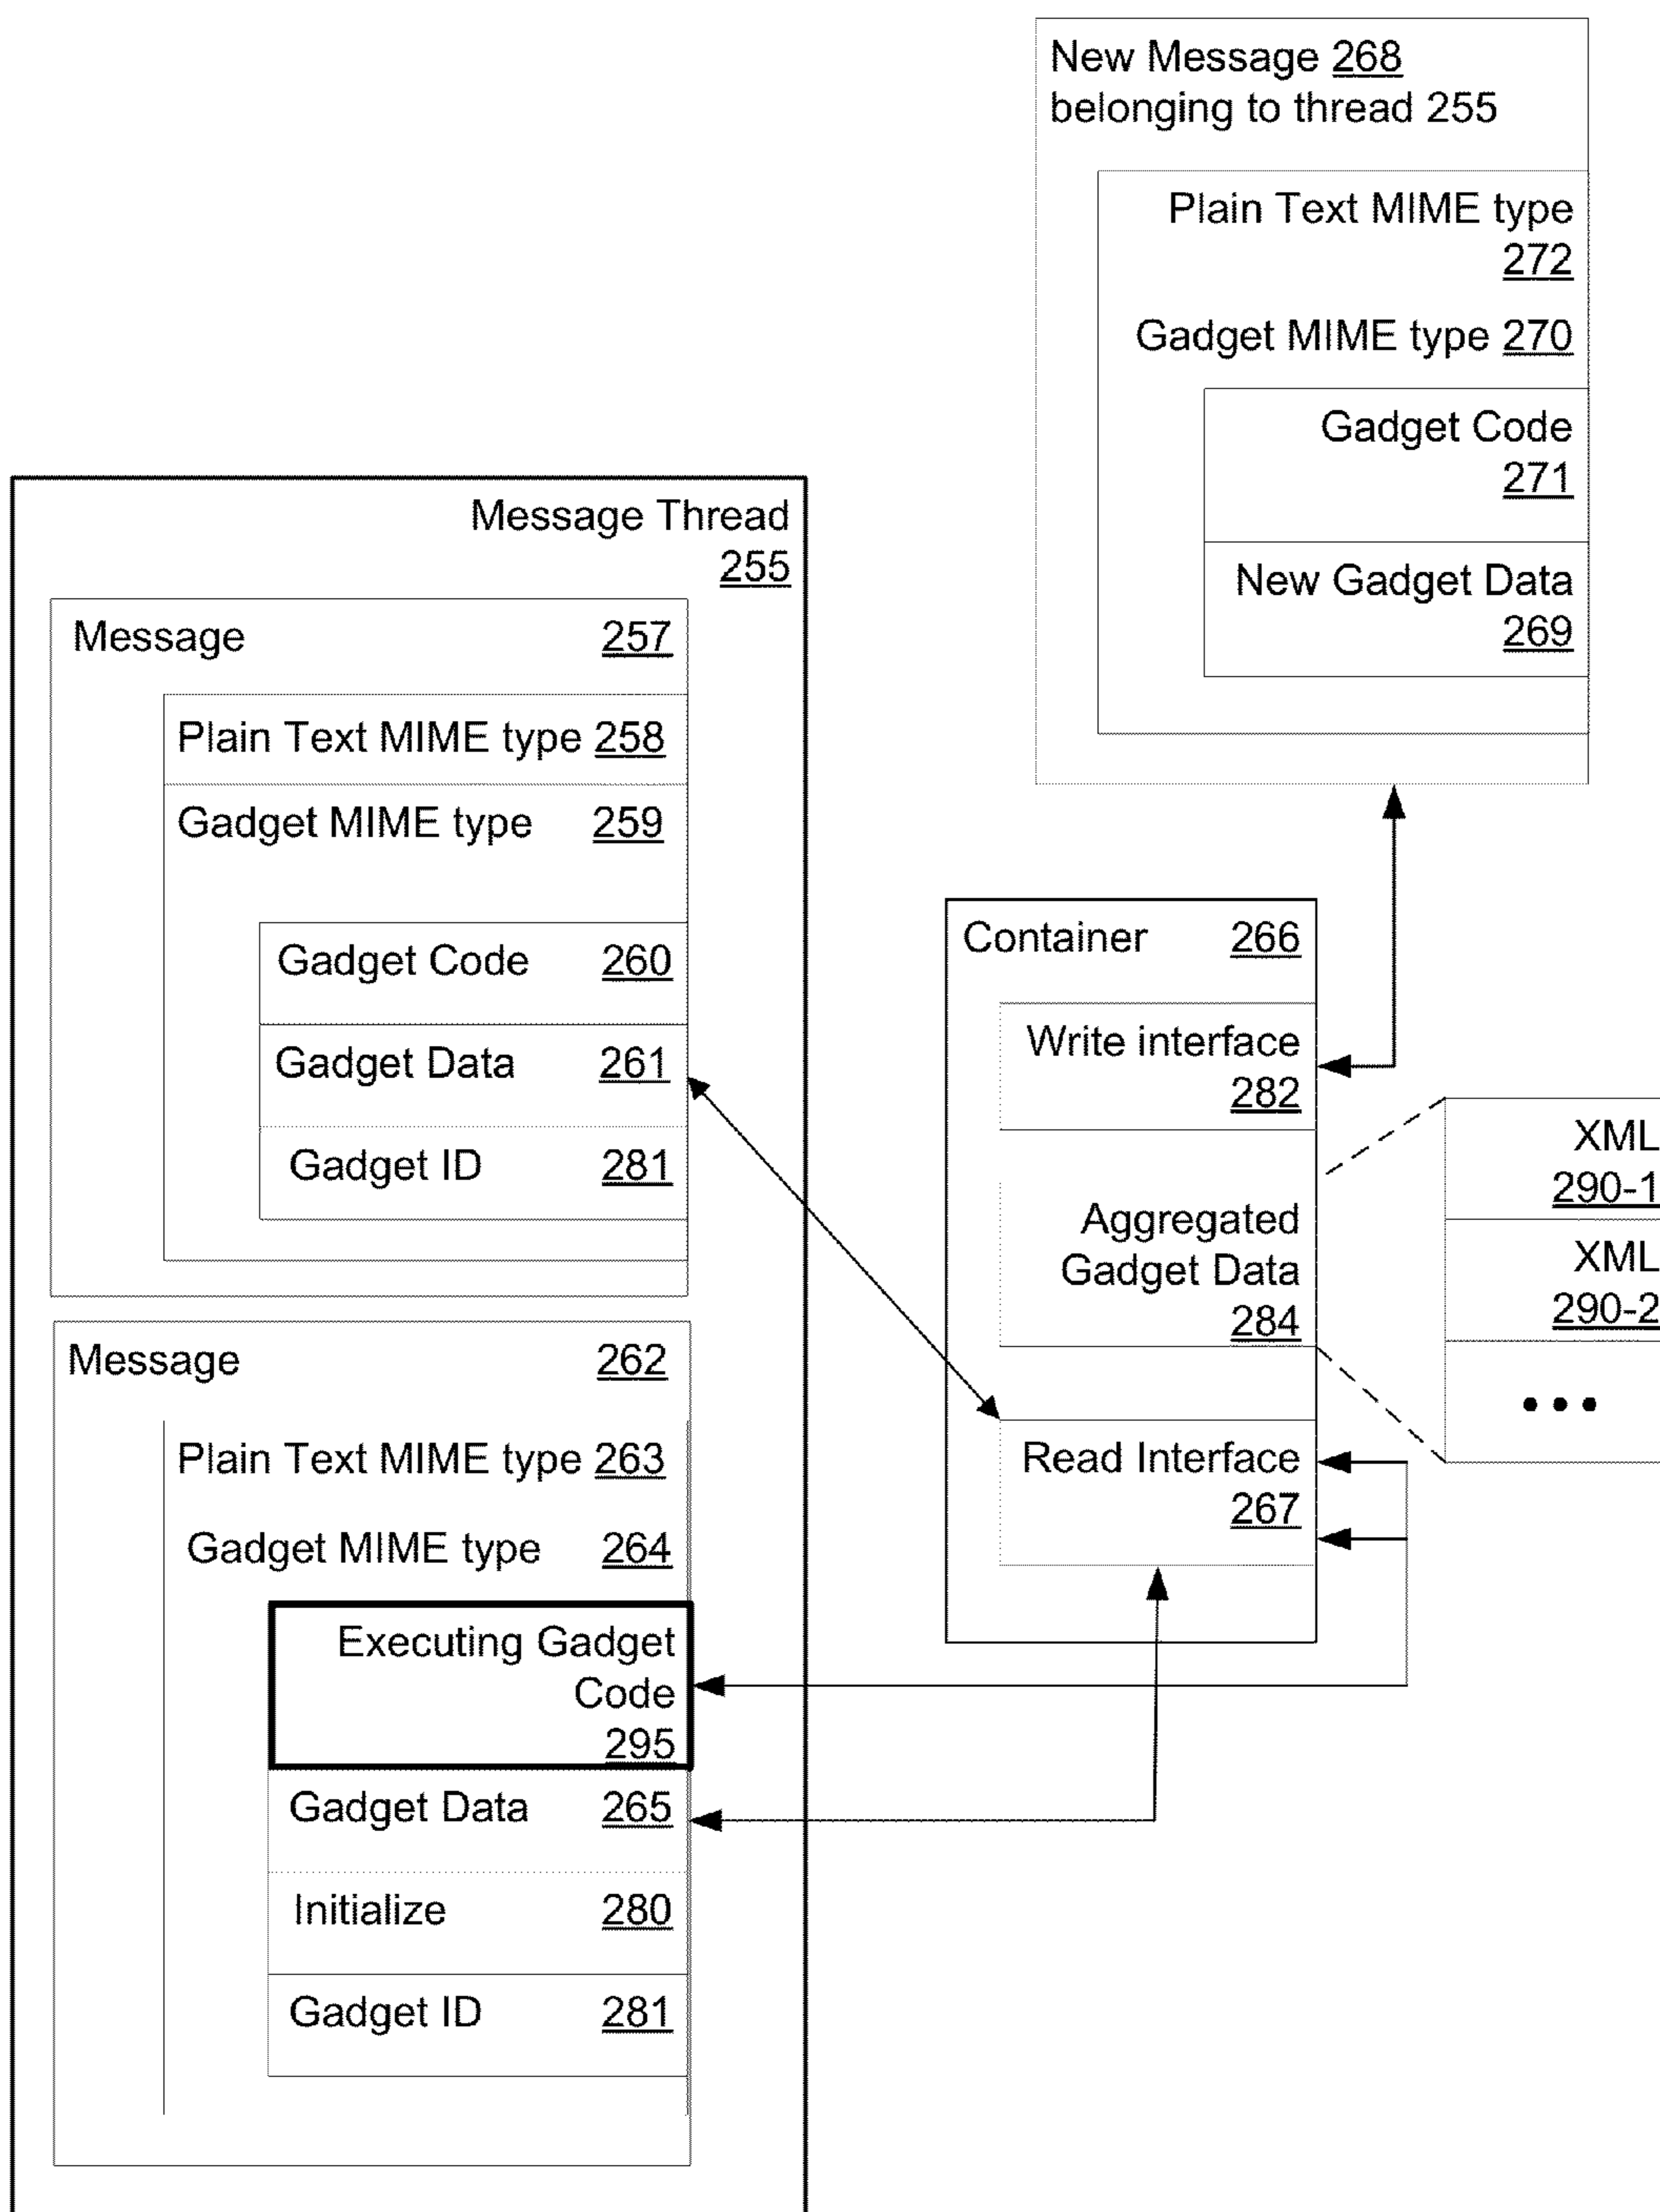 New Message 268
belonging to thread 255
Plain Text MIME type
272
Gadget MIME type 270
Gadget Code
271
New Gadget Data
269
Message Thread
255
Message 257
Plain Text MIME type 258
Gadget MIME type 259
Gadget Code 260
Gadget Data 261
Gadget ID 281
Message 262
Plain Text MIME type 263
Gadget MIME type 264
Executing Gadget
Code
295
Gadget Data 265
Initialize 280
Gadget ID 281
Container 266
Write interface
282
Aggregated
Gadget Data
284
Read Interface
267
XML
290-1
XML
290-2
•••